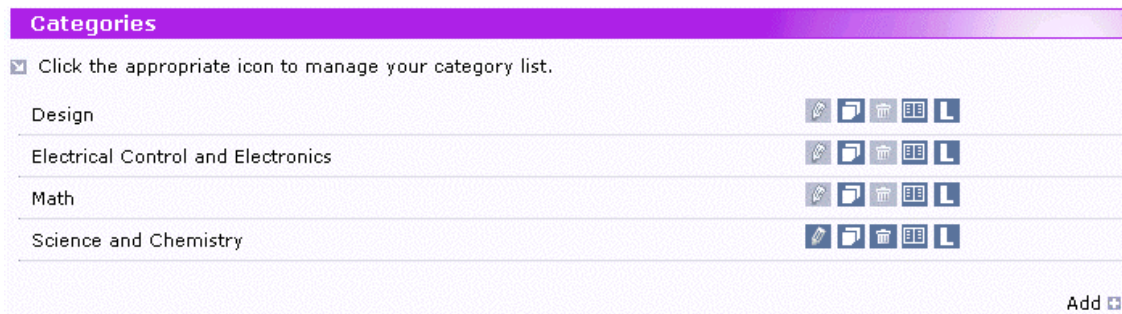 Categories
Click the appropriate icon to manage your category list.
Design
L
Electrical Control and Electronics
L
Math
L
Science and Chemistry
L
Add